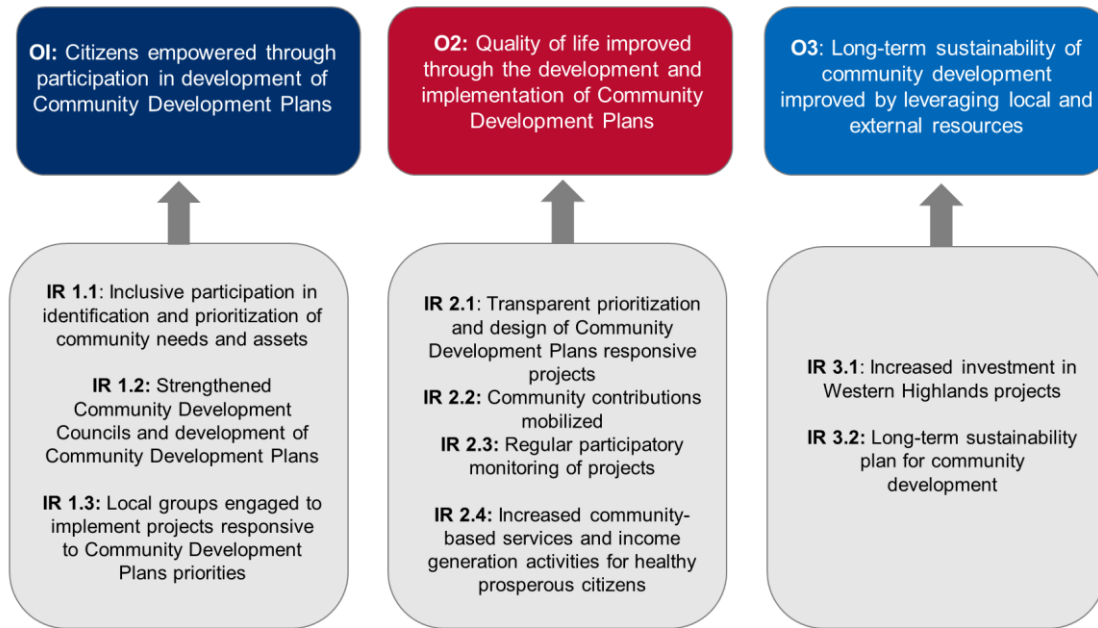 OI: Citizens empowered through
participation in development of
Community Development Plans
O2: Quality of life improved
through the development and
implementation of Community
Development Plans
O3: Long-term sustainability of
community development
improved by leveraging local and
external resources
IR 1.1: Inclusive participation in
identification and prioritization of
community needs and assets
IR 1.2: Strengthened
Community Development
Councils and development of
Community Development Plans
IR 1.3: Local groups engaged to
implement projects responsive
to Community Development
Plans priorities
IR 2.1: Transparent prioritization
and design of Community
Development Plans responsive
projects
IR 2.2: Community contributions
mobilized
IR 2.3: Regular participatory
monitoring of projects
IR 2.4: Increased community-
based services and income
generation activities for healthy
prosperous citizens
IR 3.1: Increased investment in
Western Highlands projects
IR 3.2: Long-term sustainability
plan for community
development